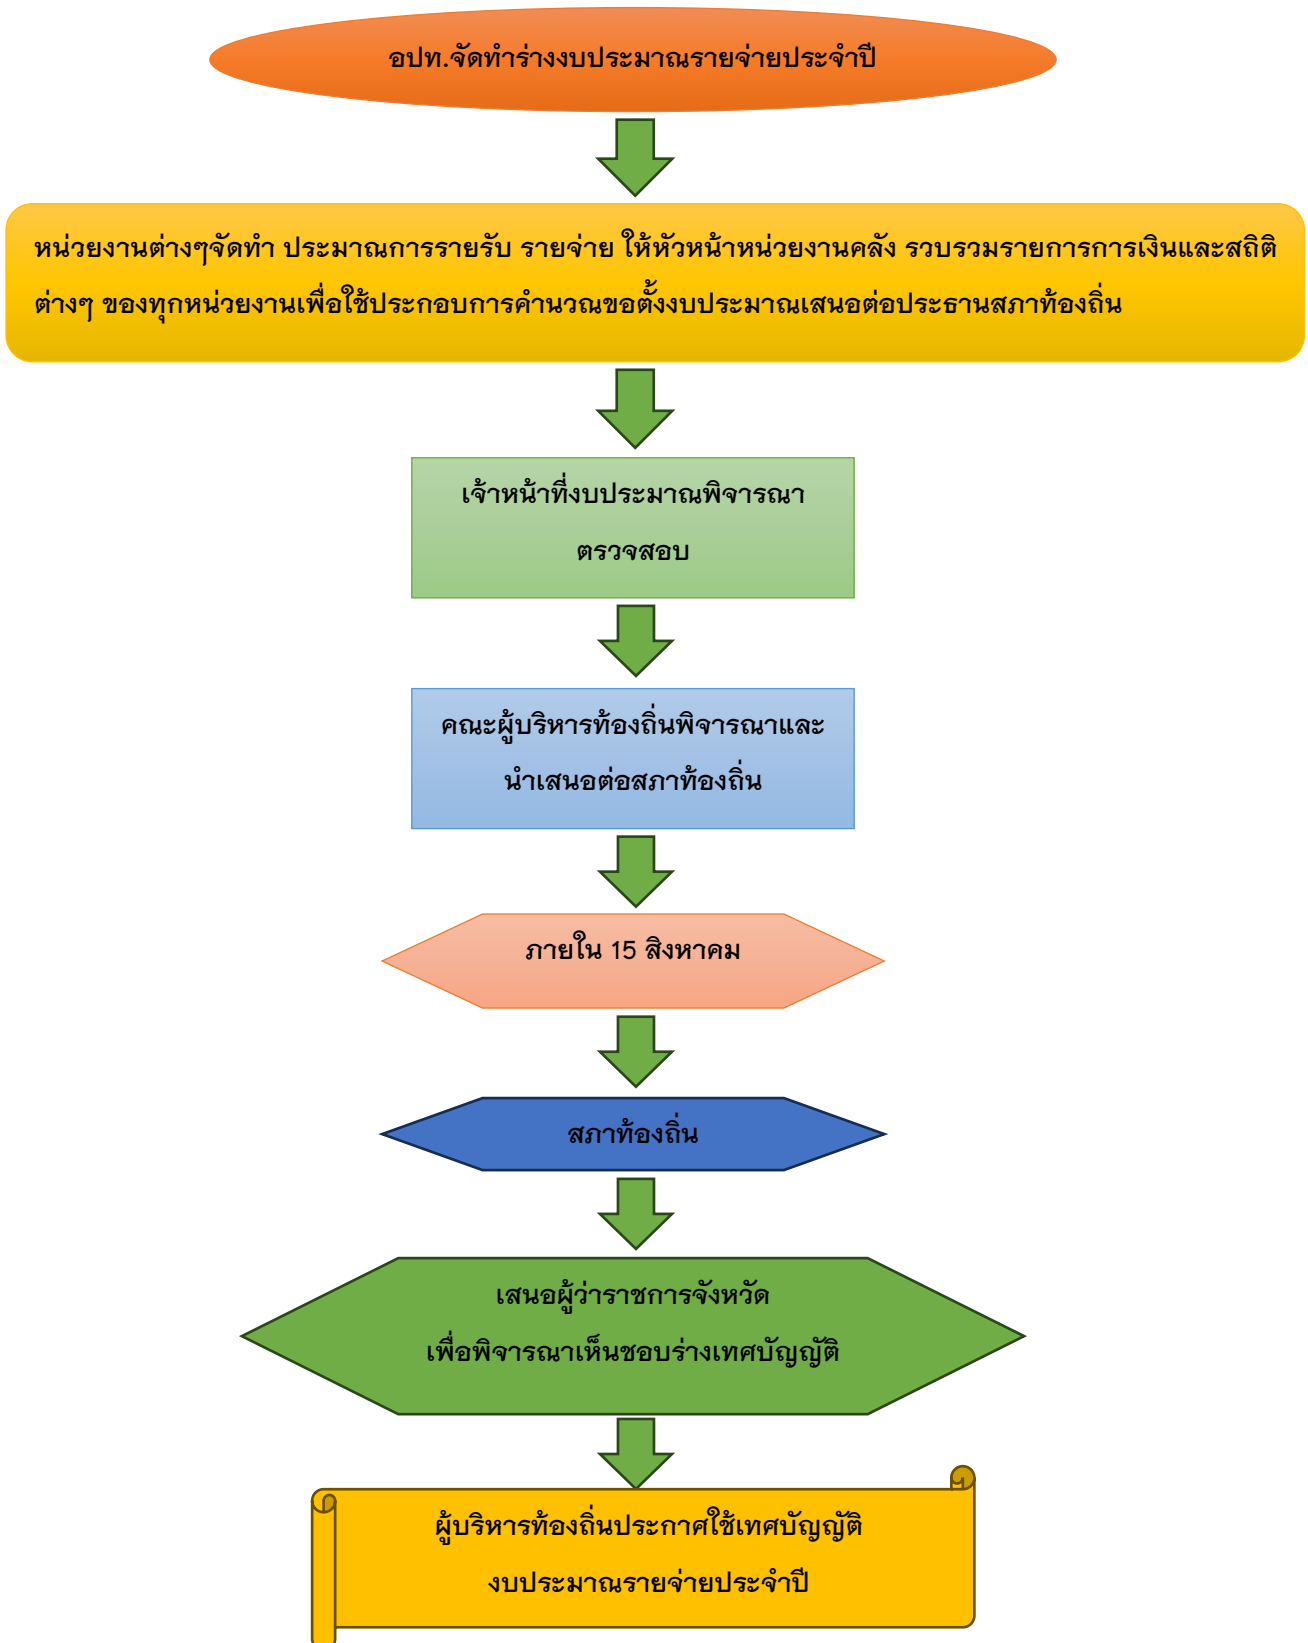 อปท.จัดทำร่างงบประมาณรายจ่ายประจำปี
หน่วยงานต่างๆจัดทำ ประมาณการรายรับ รายจ่าย ให้หัวหน้าหน่วยงานคลัง รวบรวมรายการการเงินและสถิติ
ต่างๆ ของทุกหน่วยงานเพื่อใช้ประกอบการคำนวณขอตั้งงบประมาณเสนอต่อประธานสภาท้องถิ่น
เจ้าหน้าที่งบประมาณพิจารณา
ตรวจสอบ
คณะผู้บริหารท้องถิ่นพิจารณาและ
นำเสนอต่อสภาท้องถิ่น
ภายใน 15 สิงหาคม
สภาท้องถิ่น
เสนอผู้ว่าราชการจังหวัด
เพื่อพิจารณาเห็นชอบร่างเทศบัญญัติ
ผู้บริหารท้องถิ่นประกาศใช้เทศบัญญัติ
งบประมาณรายจ่ายประจำปี